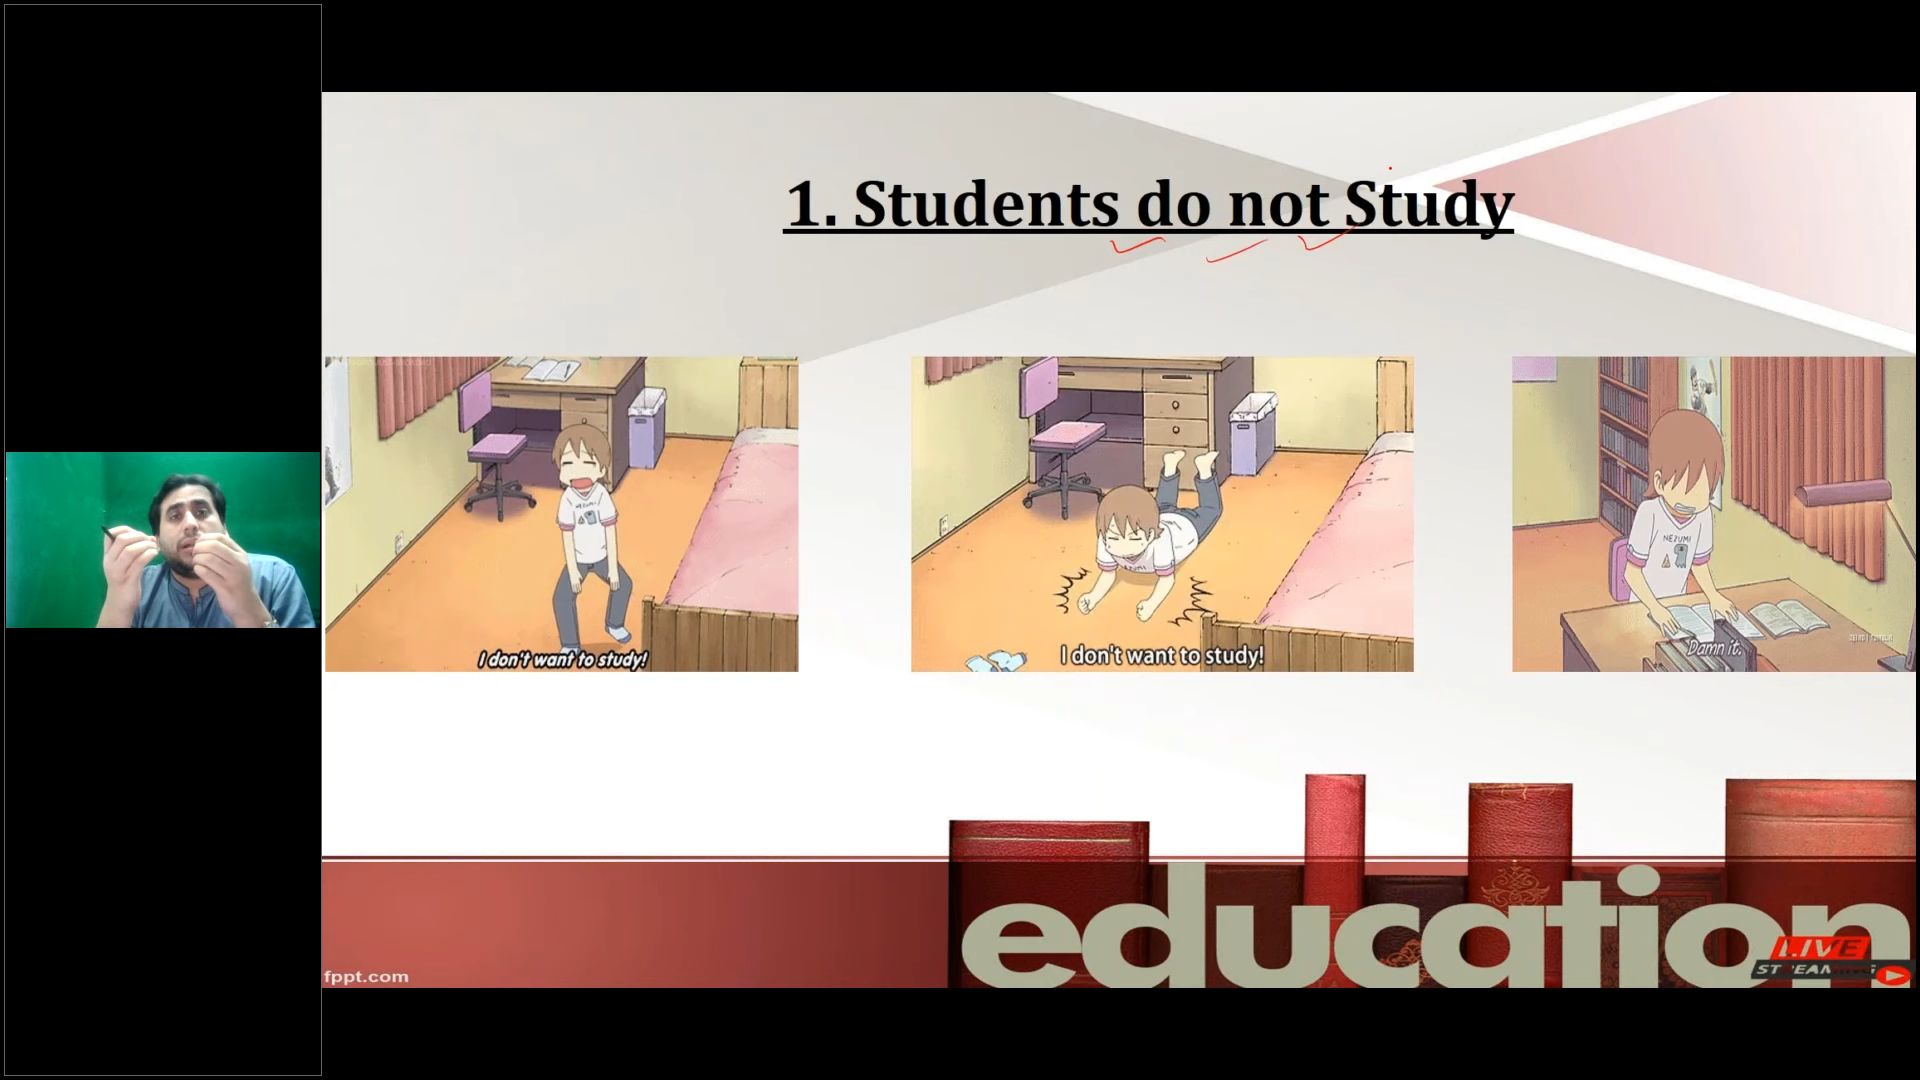 1. Students do not Study
NEZUMI
I don't want to study!
I don't want to study!
NEZUMI
Damn it.
education
LIVE
STREAMING
fppt.com